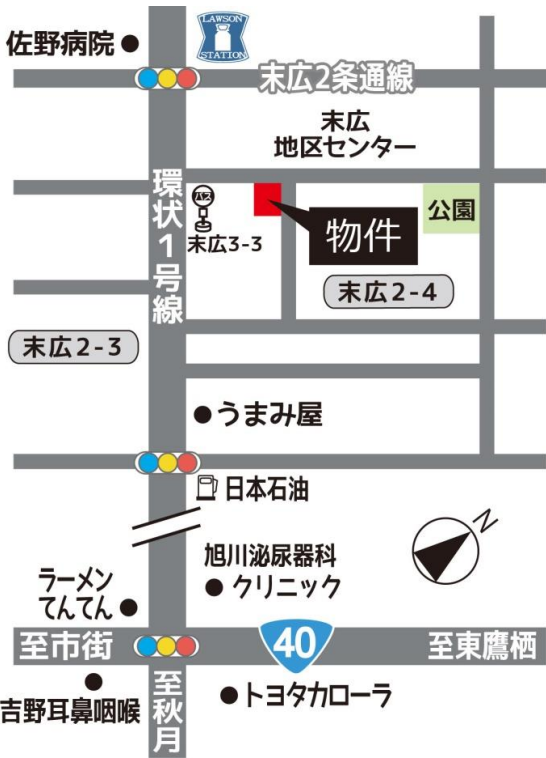 LAWSON
STATION
佐野病院
末広2条通線
末広
地区センター
環状1号線
バス
末広3-3
物件
公園
末広2-4
末広2-3
うまみ屋
日本石油
N
旭川泌尿器科
クリニック
ラーメン
てんてん
至市街
40
至東鷹栖
吉野耳鼻咽喉
至秋月
トヨタカローラ